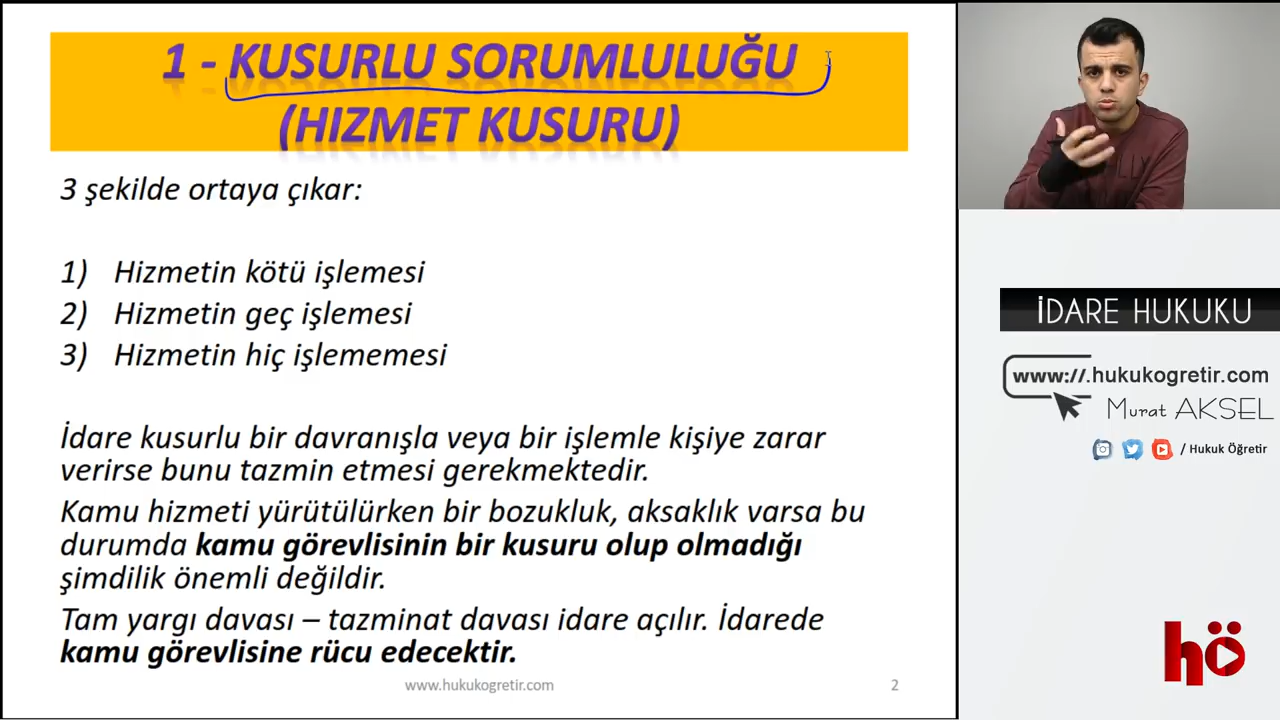 1 - KUSURLU SORUMLULUĞU
(HIZMET KUSURU)
3 şekilde ortaya çıkar:
1) Hizmetin kötü işlemesi
2) Hizmetin geç işlemesi
3) Hizmetin hiç işlememesi
İdare kusurlu bir davranışla veya bir işlemle kişiye zarar
verirse bunu tazmin etmesi gerekmektedir.
Kamu hizmeti yürütülürken bir bozukluk, aksaklık varsa bu
durumda kamu görevlisinin bir kusuru olup olmadığı
şimdilik önemli değildir.
Tam yargı davası – tazminat davası idare açılır. İdarede
kamu görevlisine rücu edecektir.
www.hukukogretir.com
2
İDARE HUKUKU
www://.hukukogretir.com
Murat AKSEL
/ Hukuk Öğretir
hö